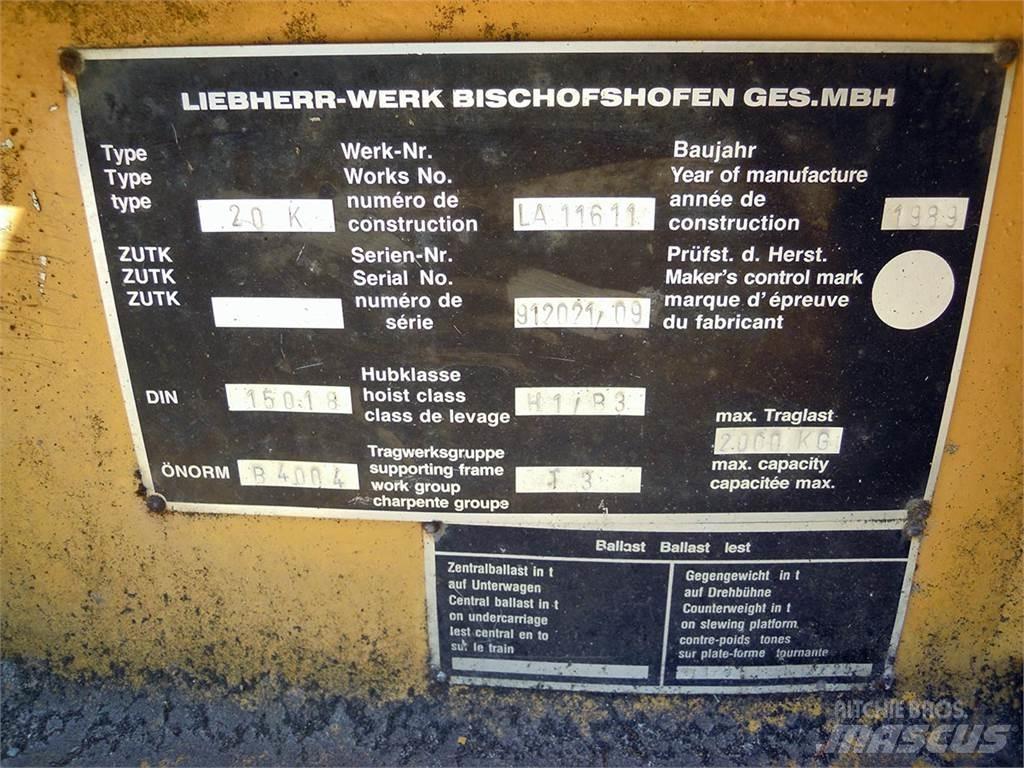 LIEBHERR-WERK BISCHOFSHOFEN GES.MBH
Type
Type
type
20 K
Werk-Nr.
Works No.
numéro de
construction
LA 11611
Baujahr
Year of manufacture
année de
construction
1989
ZUTK
ZUTK
ZUTK
Serien-Nr.
Serial No.
numéro de
série
912021/09
Prüfst. d. Herst.
Maker's control mark
marque d'épreuve
du fabricant
DIN
15018
Hubklasse
hoist class
class de levage
H1/B3
max. Traglast
2000 KG
max. capacity
capacitée max.
ÖNORM
B 4004
Tragwerksgruppe
supporting frame
work group
charpente groupe
T 3
Ballast Ballast lest
Zentralballast in t
auf Unterwagen
Central ballast in t
on undercarriage
lest central en to
sur le train
Gegengewicht in t
auf Drehbühne
Counterweight in t
on slewing platform
contre-poids tones
sur plate-forme tournante
RITCHIE BROS.
MASCUS